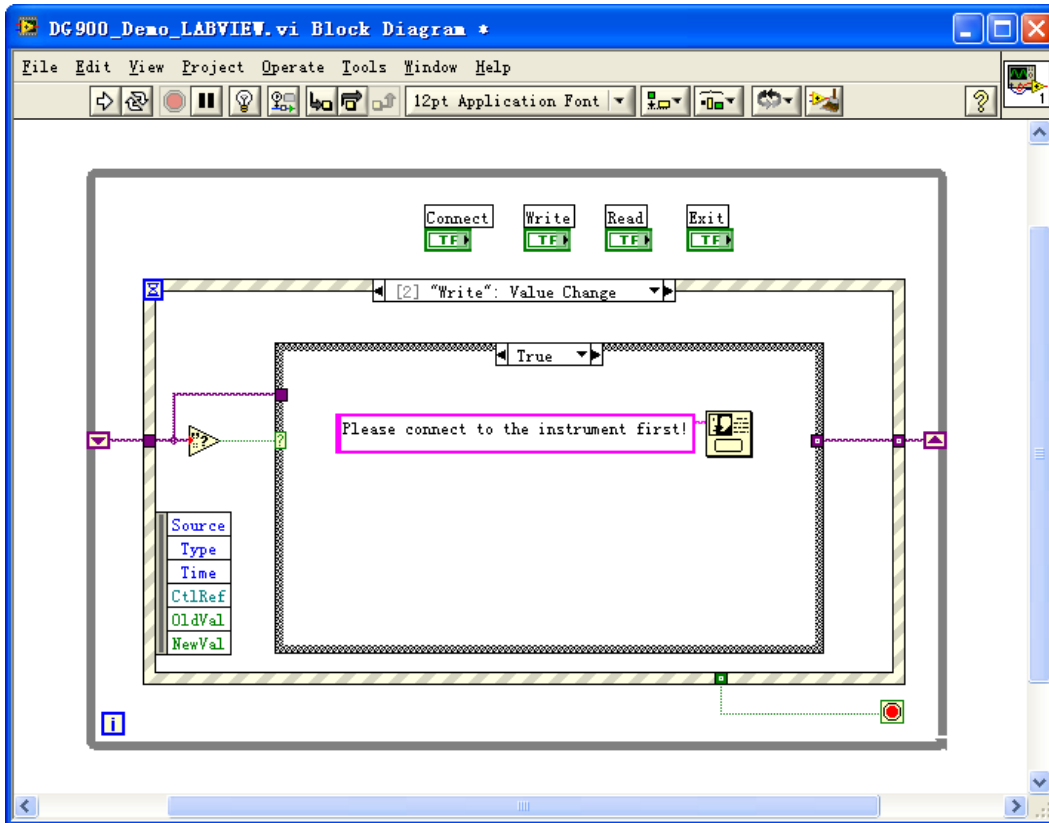 DG900_Demo_LABVIEW.vi Block Diagram *
File Edit View Project Operate Tools Window Help
12pt Application Font
?
1
Connect Write Read Exit
TF TF TF TF
[2] "Write": Value Change
True
Please connect to the instrument first!
?
?
Source
Type
Time
CtlRef
OldVal
NewVal
i